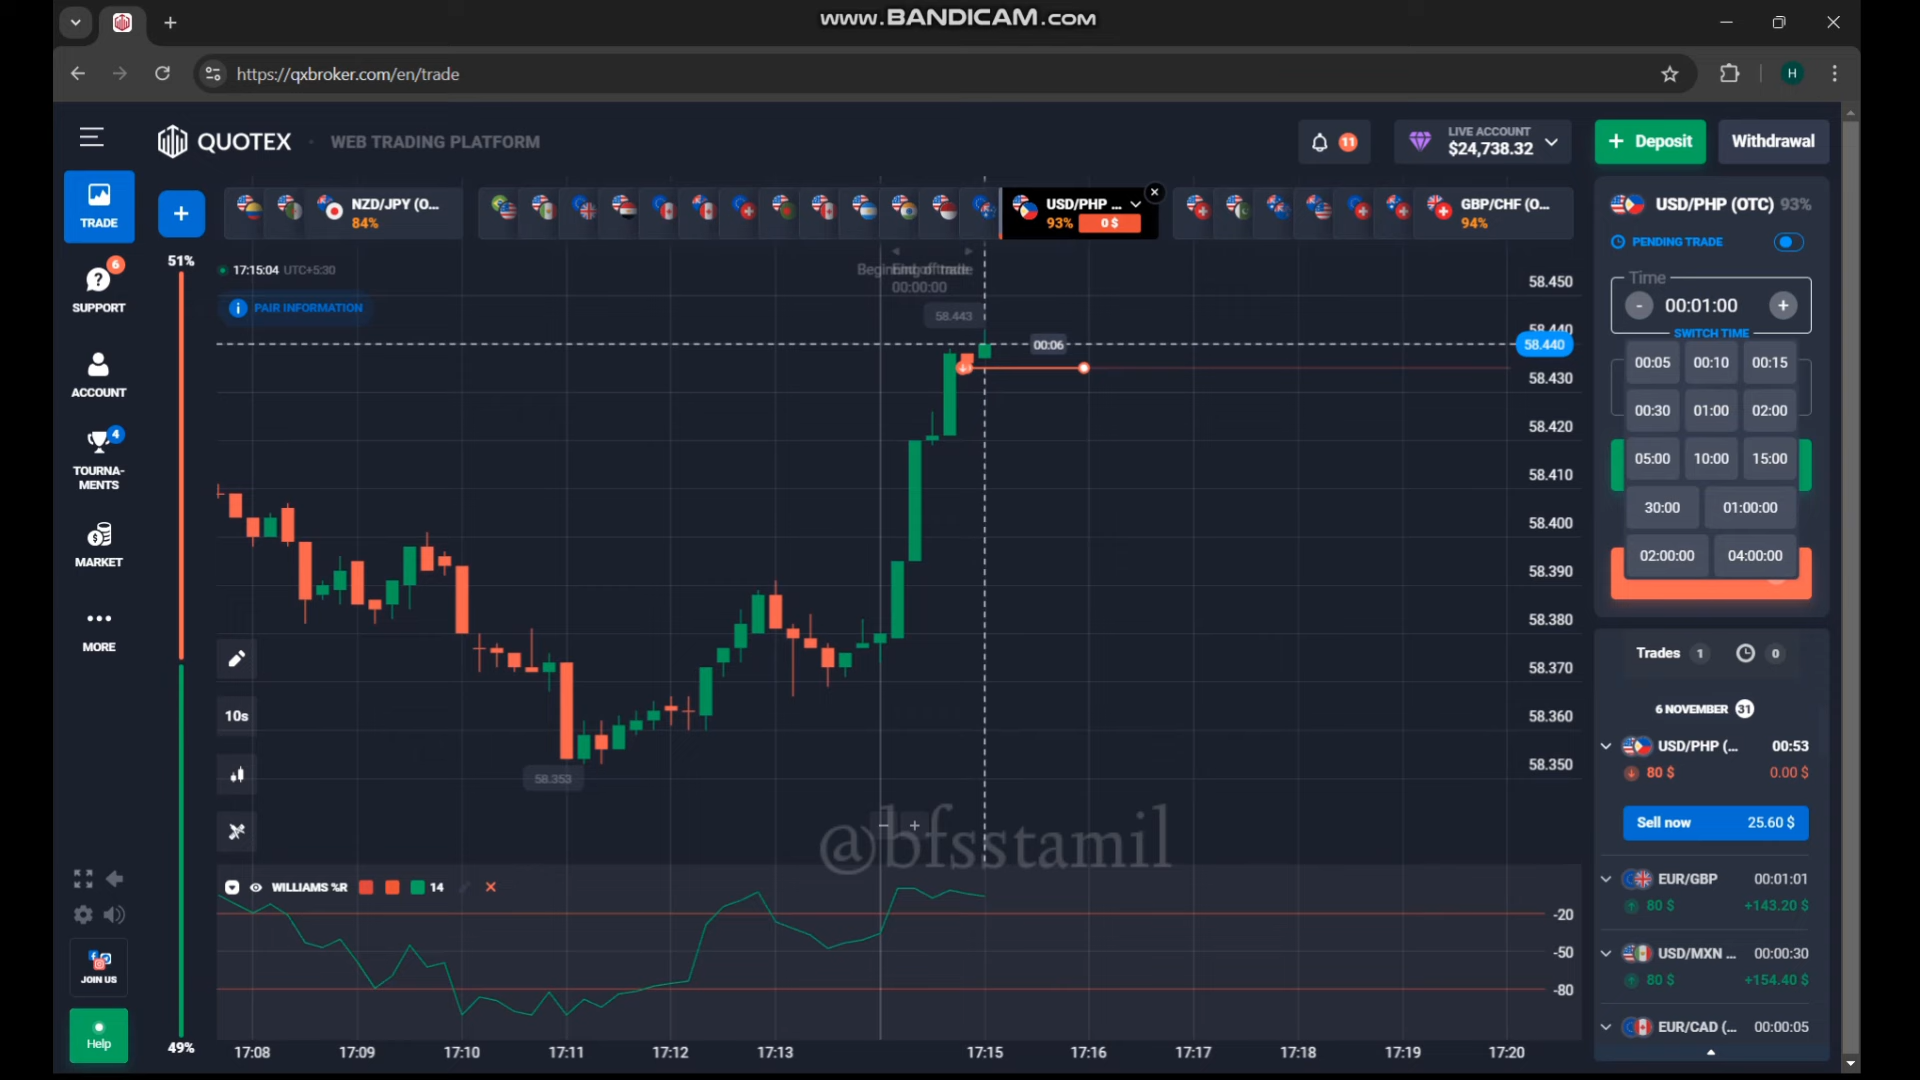 www.BANDICAM.com
https://qxbroker.com/en/trade
H
QUOTEX
WEB TRADING PLATFORM
11
LIVE ACCOUNT
$24,738.32
+ Deposit
Withdrawal
TRADE
+
NZD/JPY (O...
84%
USD/PHP ...
93%
0 $
GBP/CHF (O...
94%
USD/PHP (OTC) 93%
PENDING TRADE
Time
- 00:01:00 +
SWITCH TIME
00:05 00:10 00:15
00:30 01:00 02:00
05:00 10:00 15:00
30:00 01:00:00
02:00:00 04:00:00
6
SUPPORT
ACCOUNT
4
TOURNA-
MENTS
MARKET
MORE
JOIN US
Help
51%
49%
17:15:04 UTC+5:30
PAIR INFORMATION
End of trade
00:00:00
58.443
00:06
58.353
58.450
58.440
58.440
58.430
58.420
58.410
58.400
58.390
58.380
58.370
58.360
58.350
10s
@bfsstamil
- +
WILLIAMS %R
14
-20
-50
-80
17:08 17:09 17:10 17:11 17:12 17:13 17:15 17:16 17:17 17:18 17:19 17:20
Trades 1 0
6 NOVEMBER 31
USD/PHP (... 00:53
80 $ 0.00 $
Sell now 25.60 $
EUR/GBP 00:01:01
80 $ +143.20 $
USD/MXN ... 00:00:30
80 $ +154.40 $
EUR/CAD (... 00:00:05